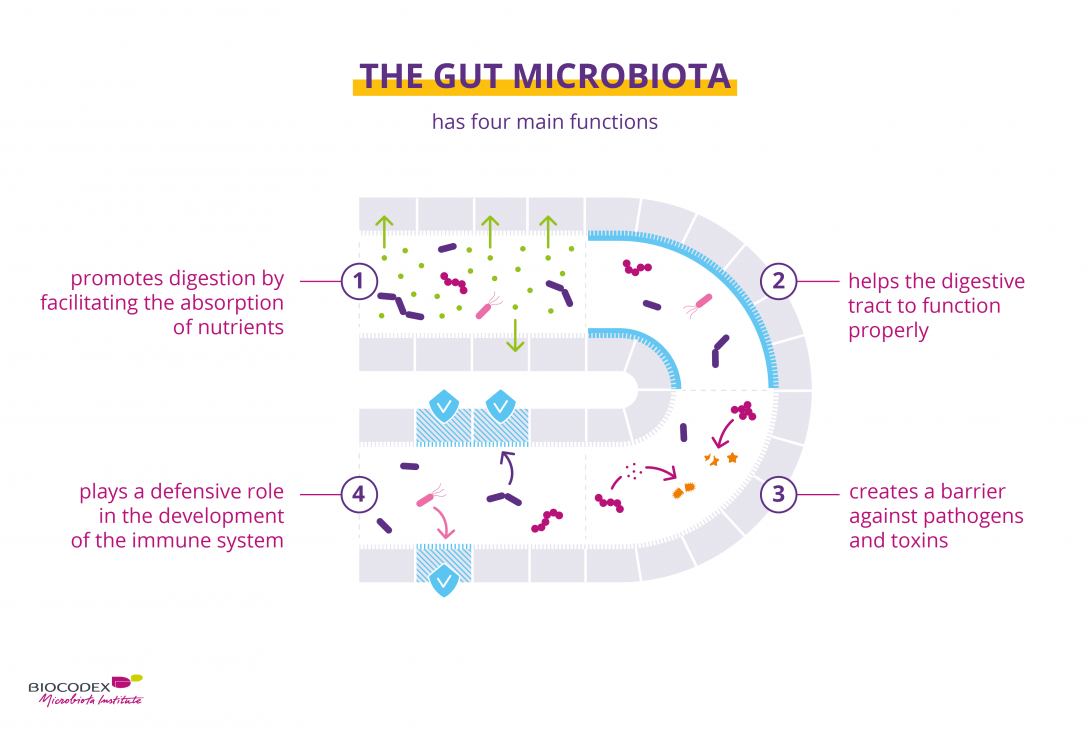 THE GUT MICROBIOTA
has four main functions
1
promotes digestion by
facilitating the absorption
of nutrients
2
helps the digestive
tract to function
properly
4
plays a defensive role
in the development
of the immune system
3
creates a barrier
against pathogens
and toxins
BIOCODEX
Microbiota Institute